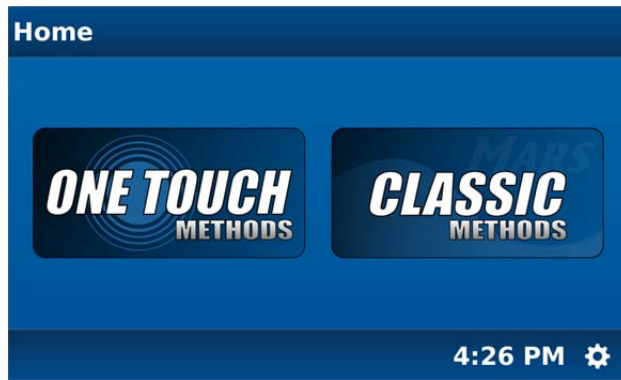 Home
ONE TOUCH
METHODS
MARS
CLASSIC
METHODS
4:26 PM